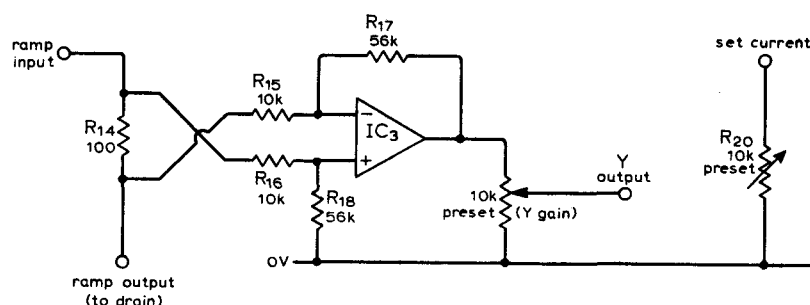 ramp
input
R14
100
R15
10k
R16
10k
R17
56k
−
IC3
+
R18
56k
10k
preset
(Y gain)
Y
output
set current
R20
10k
preset
0V
ramp output
(to drain)